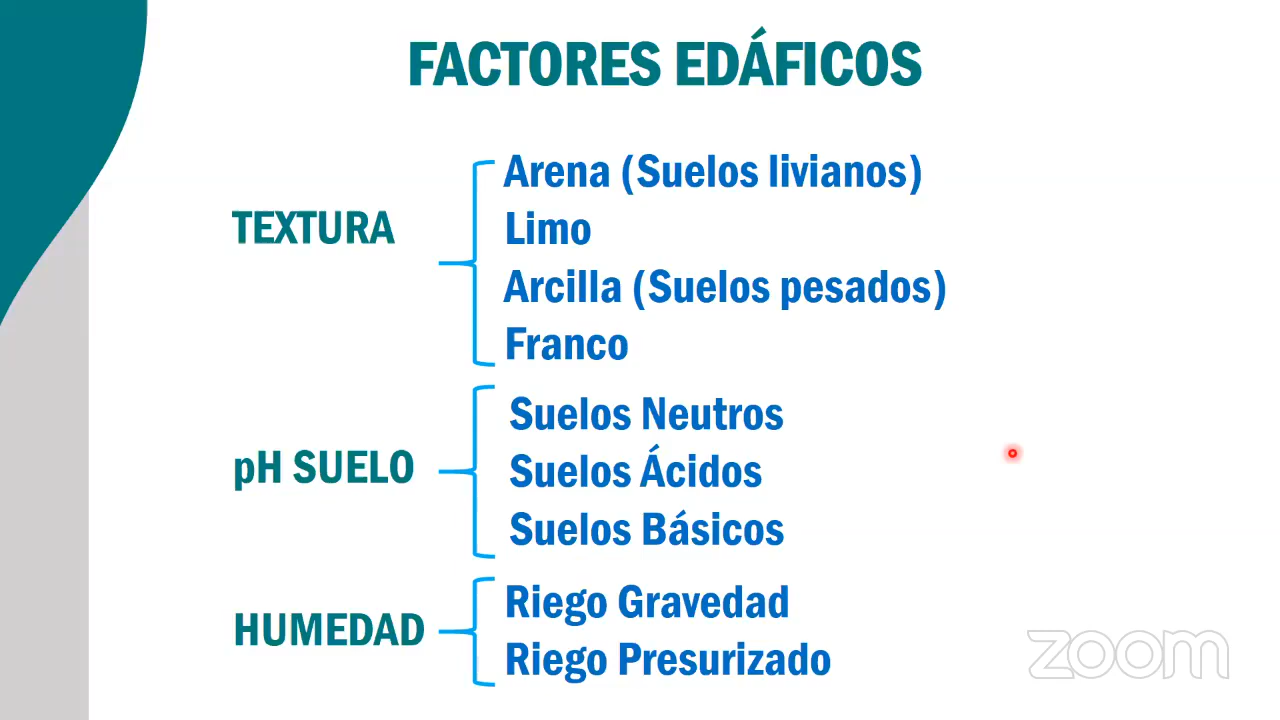 FACTORES EDÁFICOS
TEXTURA
Arena (Suelos livianos)
Limo
Arcilla (Suelos pesados)
Franco
pH SUELO
Suelos Neutros
Suelos Ácidos
Suelos Básicos
HUMEDAD
Riego Gravedad
Riego Presurizado
zoom